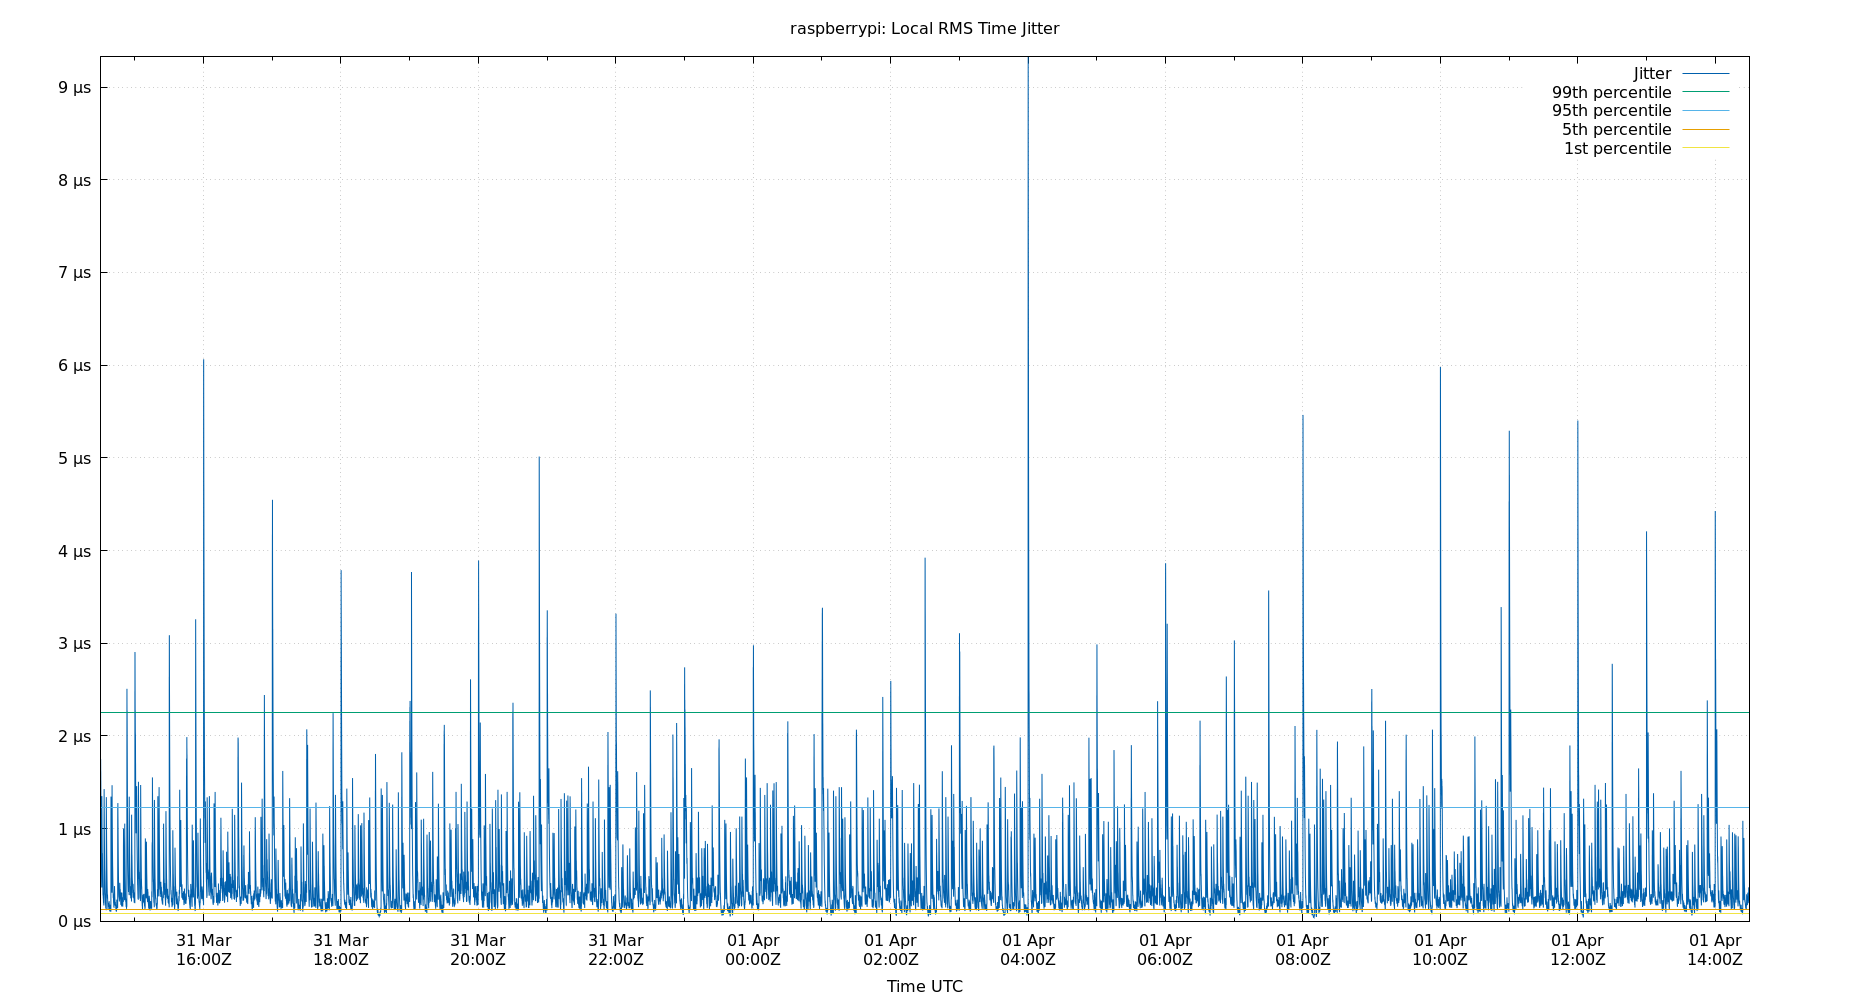 raspberrypi: Local RMS Time Jitter
Jitter
99th percentile
95th percentile
5th percentile
1st percentile
9 µs
8 µs
7 µs
6 µs
5 µs
4 µs
3 µs
2 µs
1 µs
0 µs
31 Mar 31 Mar 31 Mar 31 Mar 01 Apr 01 Apr 01 Apr 01 Apr 01 Apr 01 Apr 01 Apr 01 Apr
16:00Z 18:00Z 20:00Z 22:00Z 00:00Z 02:00Z 04:00Z 06:00Z 08:00Z 10:00Z 12:00Z 14:00Z
Time UTC